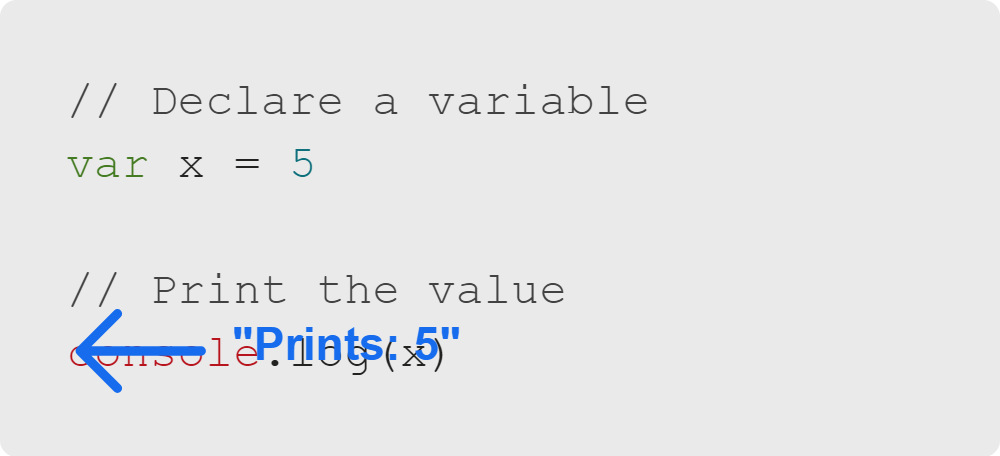 // Declare a variable
var x = 5
// Print the value
console.log(x)
"Prints: 5"